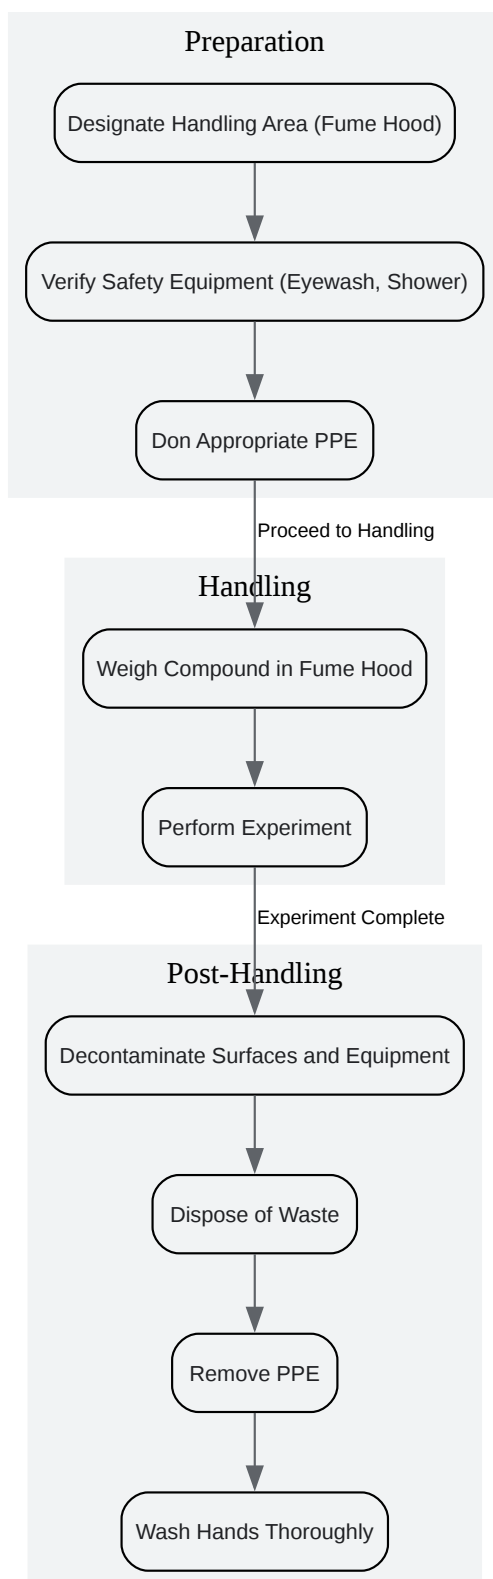 Preparation
Designate Handling Area (Fume Hood)
Verify Safety Equipment (Eyewash, Shower)
Don Appropriate PPE
Proceed to Handling
Handling
Weigh Compound in Fume Hood
Perform Experiment
Experiment Complete
Post-Handling
Decontaminate Surfaces and Equipment
Dispose of Waste
Remove PPE
Wash Hands Thoroughly